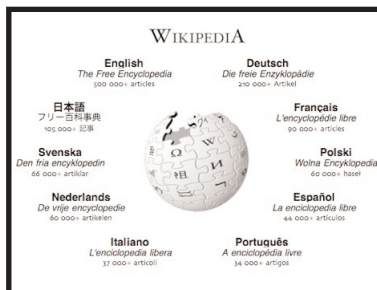 WIKIPEDIA
English
The Free Encyclopedia
500 000+ articles
Deutsch
Die freie Enzyklopädie
210 000+ Artikel
日本語
フリー百科事典
105 000+ 記事
Français
L'encyclopédie libre
90 000+ articles
Svenska
Den fria encyklopedin
66 000+ artiklar
Polski
Wolna Encyklopedia
60 000+ haseł
Nederlands
De vrije encyclopedie
60 000+ artikelen
Español
La enciclopedia libre
44 000+ artículos
Italiano
L'enciclopedia libera
37 000+ articoli
Português
A enciclopédia livre
34 000+ artigos
Ω
W
И
祖